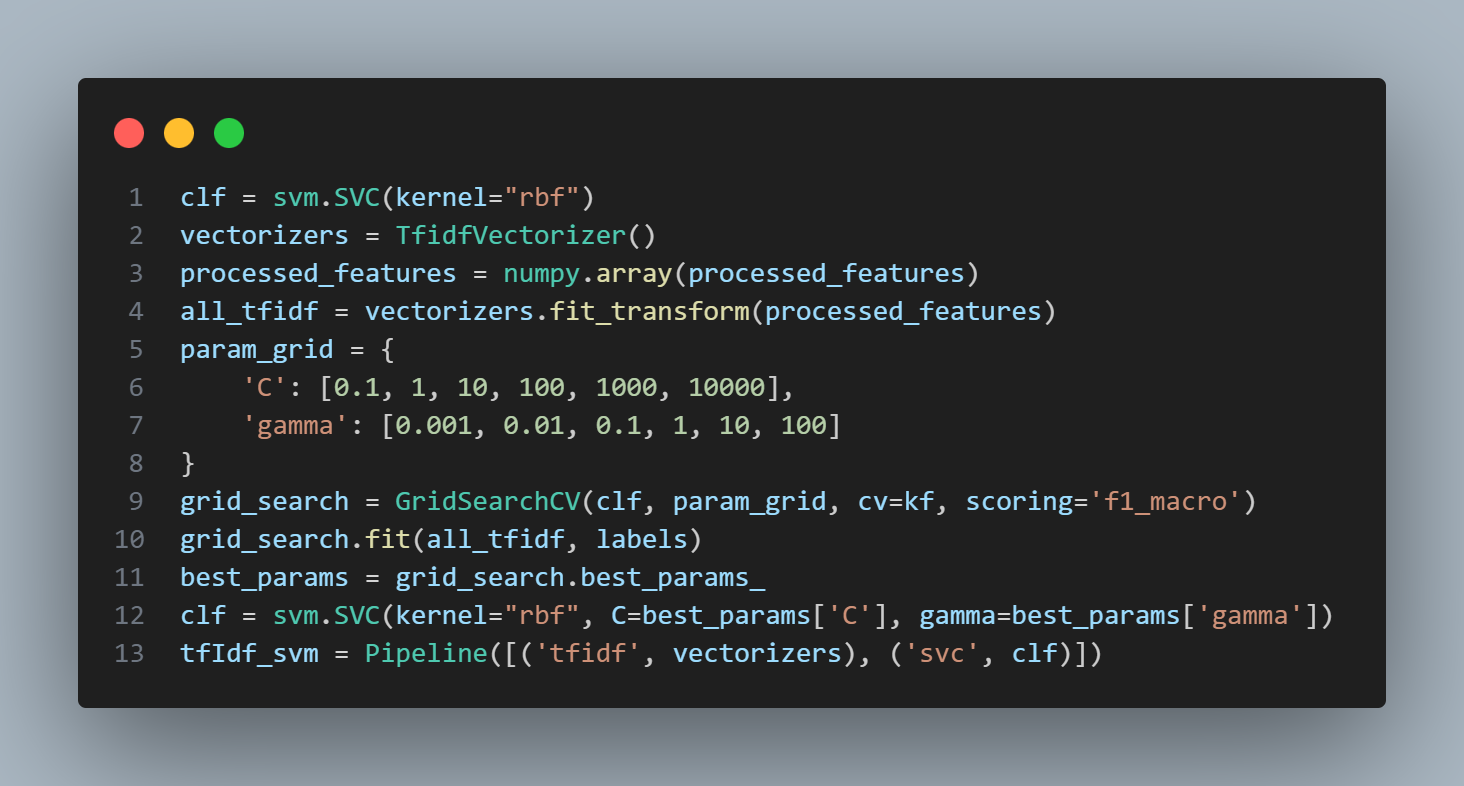 1 clf = svm.SVC(kernel="rbf")
2 vectorizers = TfidfVectorizer()
3 processed_features = numpy.array(processed_features)
4 all_tfidf = vectorizers.fit_transform(processed_features)
5 param_grid = {
6     'C': [0.1, 1, 10, 100, 1000, 10000],
7     'gamma': [0.001, 0.01, 0.1, 1, 10, 100]
8 }
9 grid_search = GridSearchCV(clf, param_grid, cv=kf, scoring='f1_macro')
10 grid_search.fit(all_tfidf, labels)
11 best_params = grid_search.best_params_
12 clf = svm.SVC(kernel="rbf", C=best_params['C'], gamma=best_params['gamma'])
13 tfIdf_svm = Pipeline([('tfidf', vectorizers), ('svc', clf)])